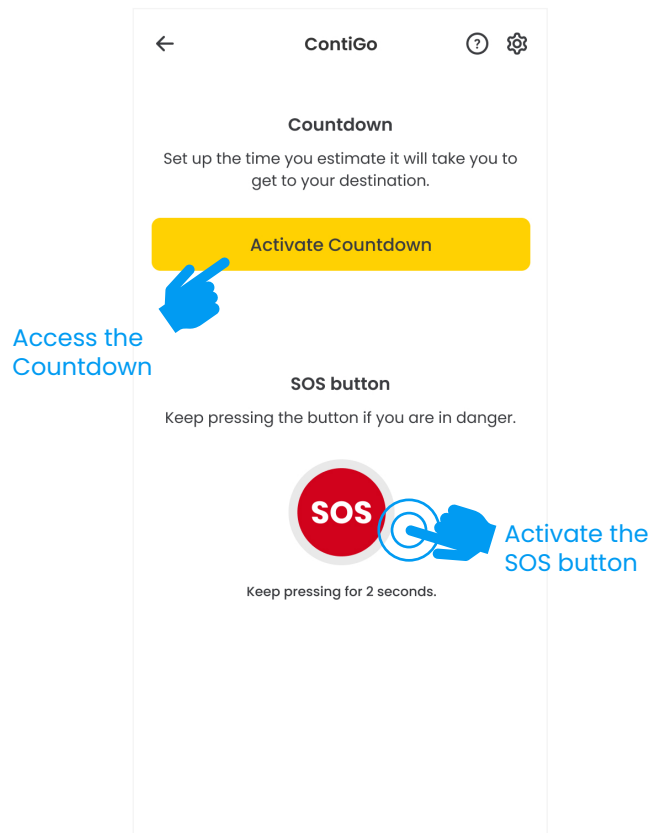 ContiGo
?
Countdown
Set up the time you estimate it will take you to
get to your destination.
Activate Countdown
Access the
Countdown
SOS button
Keep pressing the button if you are in danger.
SOS
Activate the
SOS button
Keep pressing for 2 seconds.